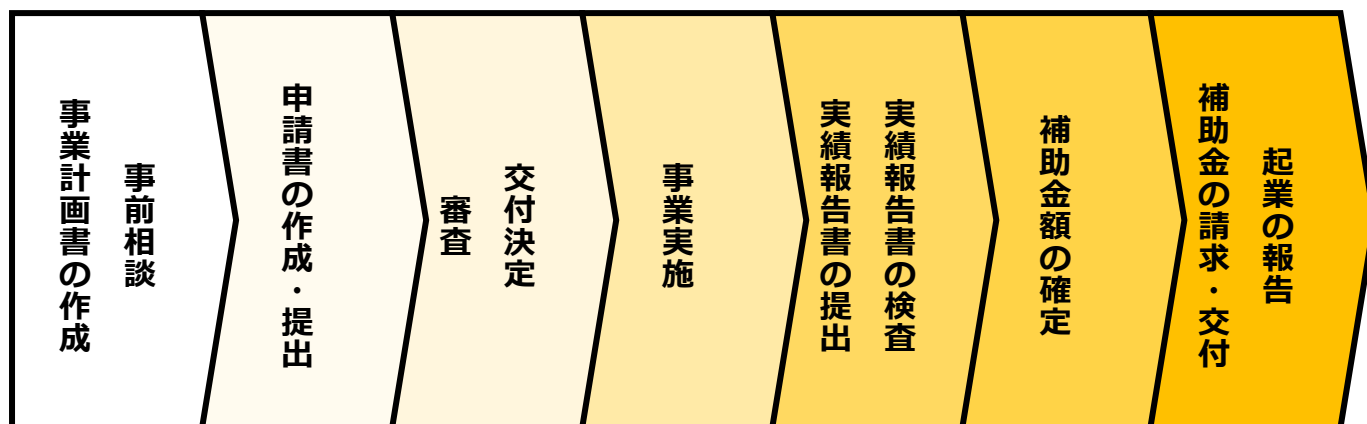 事業計画書の作成
事前相談
申請書の作成・提出
審査
交付決定
事業実施
実績報告書の提出
実績報告書の検査
補助金額の確定
補助金の請求・交付
起業の報告